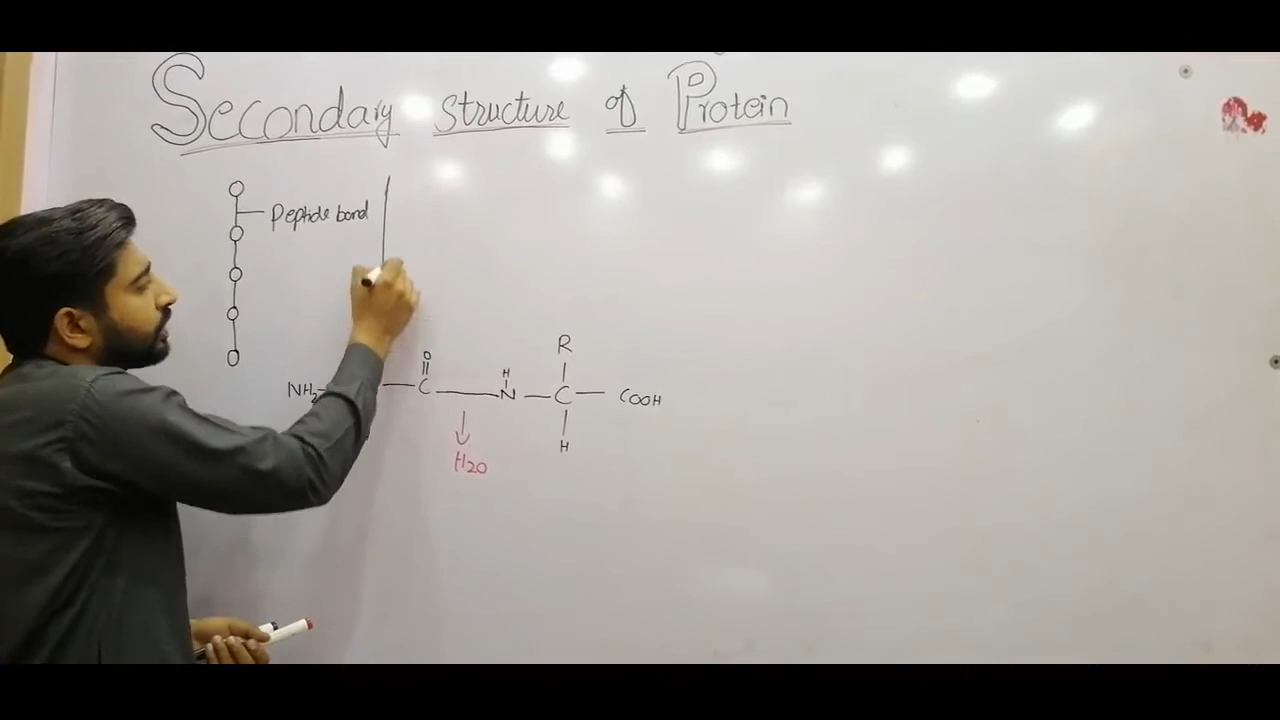 Secondary structure of Protein
Peptide bond
O
H
R
NH2 — C — N — C — COOH
H
H2O